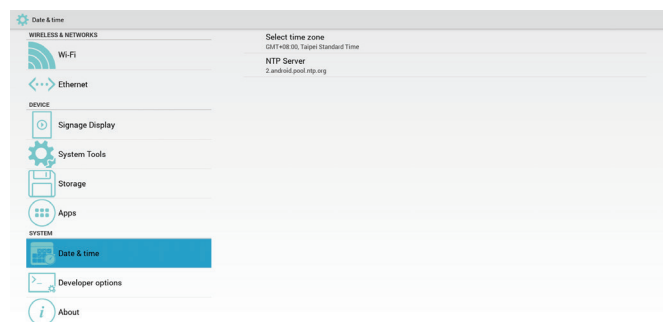 Date & time
WIRELESS & NETWORKS
Wi-Fi
Ethernet
DEVICE
Signage Display
System Tools
Storage
Apps
SYSTEM
Date & time
Developer options
About
Select time zone
GMT+08:00, Taipei Standard Time
NTP Server
2.android.pool.ntp.org